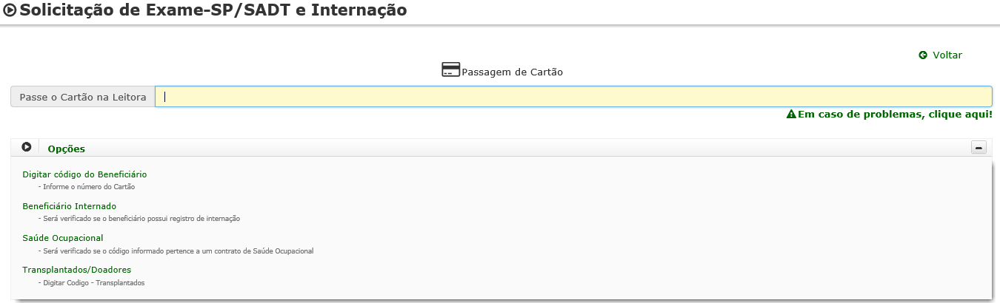 Solicitação de Exame-SP/SADT e Internação
Voltar
Passagem de Cartão
Passe o Cartão na Leitora
Em caso de problemas, clique aqui!
Opções
Digitar código do Beneficiário
- Informe o número do Cartão
Beneficiário Internado
- Será verificado se o beneficiário possui registro de internação
Saúde Ocupacional
- Será verificado se o código informado pertence a um contrato de Saúde Ocupacional
Transplantados/Doadores
- Digitar Codigo - Transplantados